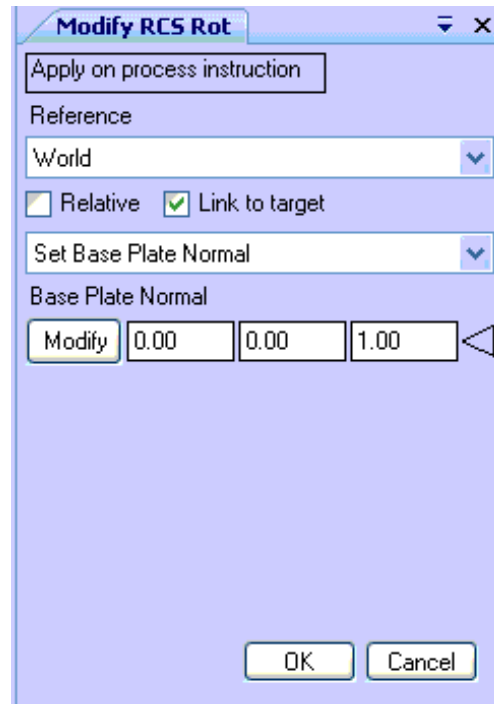 Modify RCS Rot
Apply on process instruction
Reference
World
Relative Link to target
Set Base Plate Normal
Base Plate Normal
Modify 0.00 0.00 1.00
OK Cancel